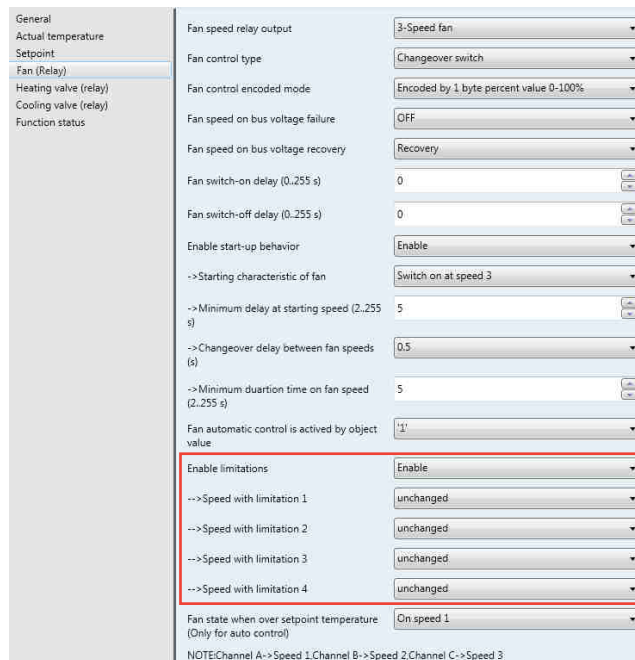 General
Actual temperature
Setpoint
Fan (Relay)
Heating valve (relay)
Cooling valve (relay)
Function status
Fan speed relay output 3-Speed fan
Fan control type Changeover switch
Fan control encoded mode Encoded by 1 byte percent value 0-100%
Fan speed on bus voltage failure OFF
Fan speed on bus voltage recovery Recovery
Fan switch-on delay (0..255 s) 0
Fan switch-off delay (0..255 s) 0
Enable start-up behavior Enable
->Starting characteristic of fan Switch on at speed 3
->Minimum delay at starting speed (2..255 5
s)
->Changeover delay between fan speeds 0.5
(s)
->Minimum duartion time on fan speed 5
(2..255 s)
Fan automatic control is actived by object '1'
value
Enable limitations Enable
-->Speed with limitation 1 unchanged
-->Speed with limitation 2 unchanged
-->Speed with limitation 3 unchanged
-->Speed with limitation 4 unchanged
Fan state when over setpoint temperature On speed 1
(Only for auto control)
NOTE:Channel A->Speed 1,Channel B->Speed 2,Channel C->Speed 3